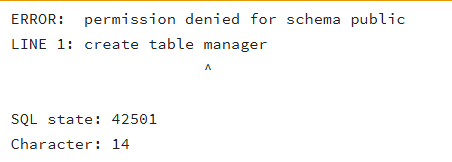 ERROR:  permission denied for schema public
LINE 1: create table manager
^
SQL state: 42501
Character: 14